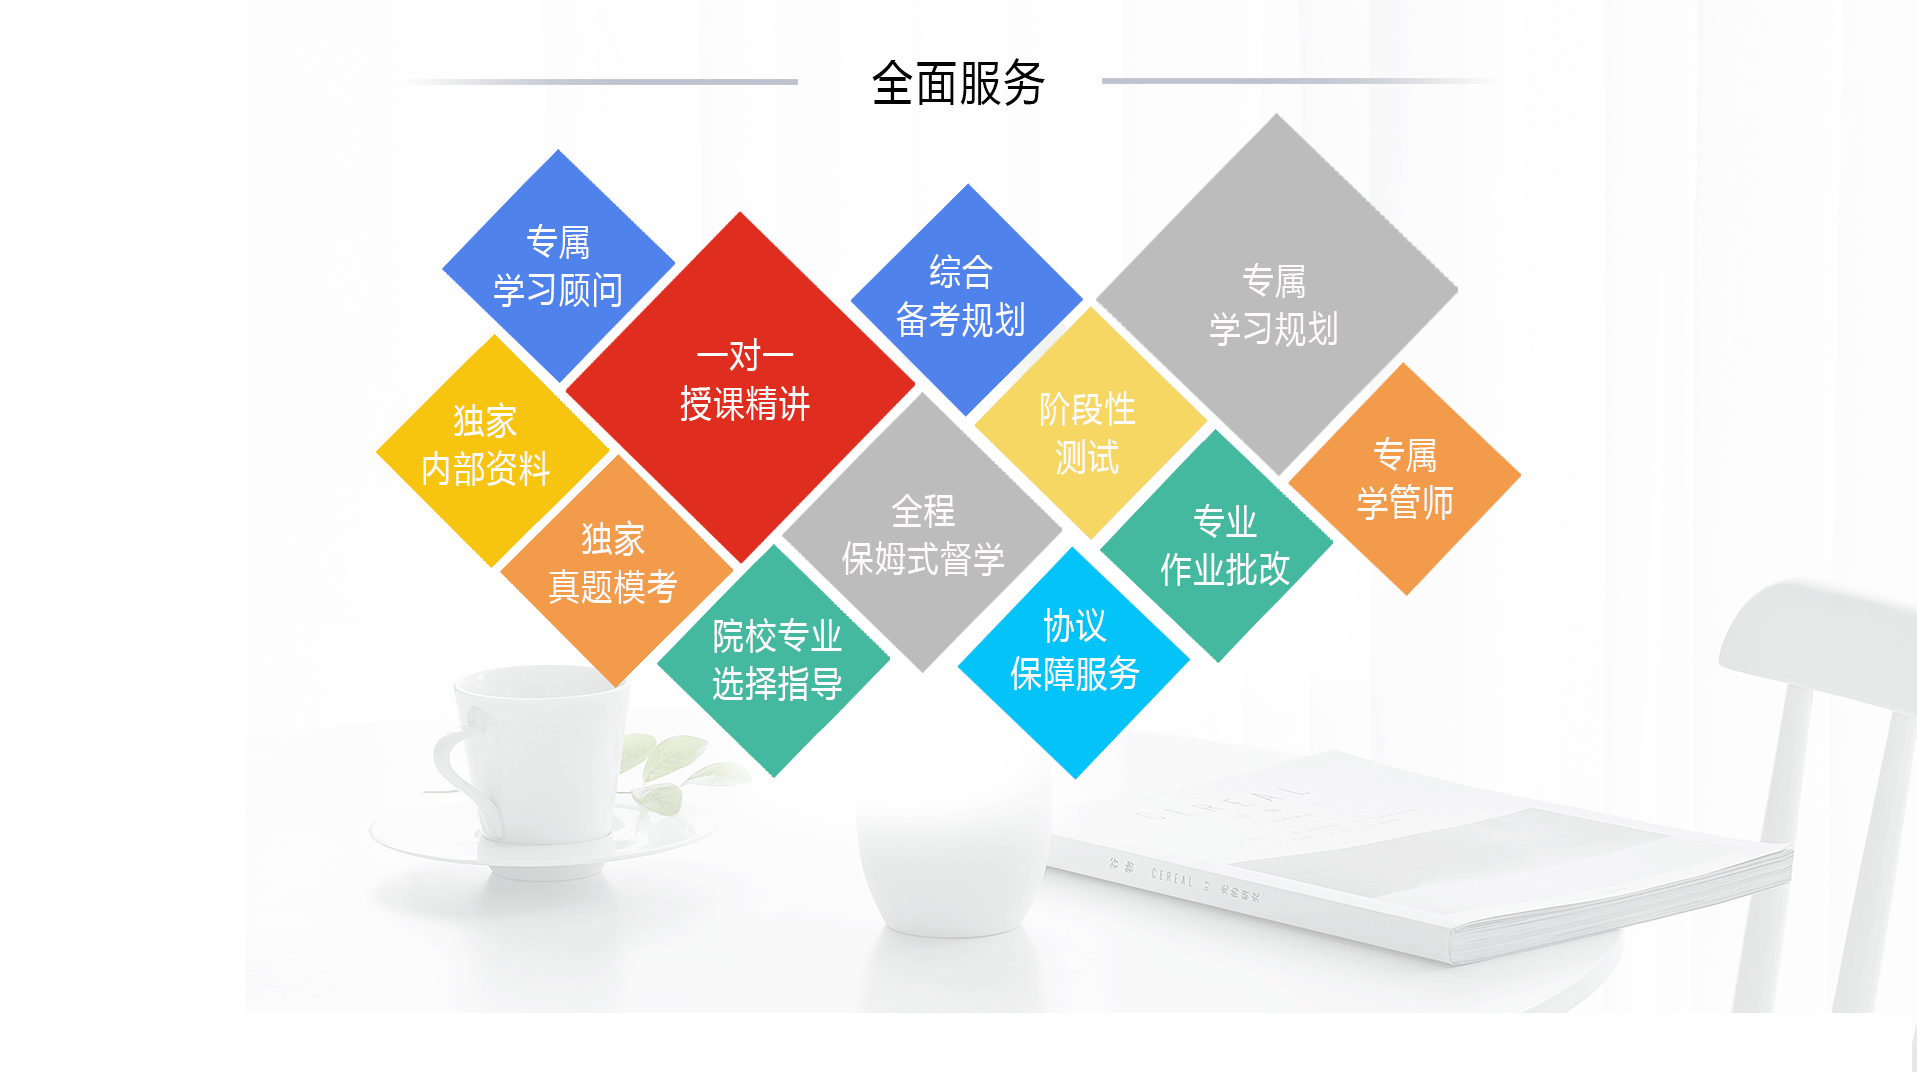 全面服务
专属
学习顾问
一对一
授课精讲
综合
备考规划
专属
学习规划
独家
内部资料
阶段性
测试
专属
学管师
独家
真题模考
全程
保姆式督学
专业
作业批改
院校专业
选择指导
协议
保障服务
CEREAL
谷物 CEREAL